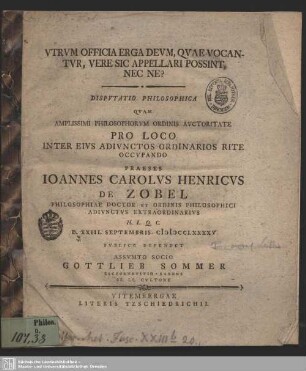 VTRVM OFFICIA ERGA DEVM, QVAE VOCAN-
TVR, VERE SIC APPELLARI POSSINT,
NEC NE?
DISPVTATIO PHILOSOPHICA
QVAM
AMPLISSIMI PHILOSOPHORVM ORDINIS AVCTORITATE
PRO LOCO
INTER EIVS ADIVNCTOS ORDINARIOS RITE
OCCVPANDO
PRAESES
IOANNES CAROLVS HENRICVS
DE ZOBEL
PHILOSOPHIAE DOCTOR ET ORDINIS PHILOSOPHICI
ADIVNCTVS EXTRAORDINARIVS
H. L. Q. C.
D. XXIII. SEPTEMBRIS
PVBLICE DEFENDET
ASSVMTO SOCIO
GOTTLIEB SOMMER
VITEMBERGAE
LITERIS TZSCHIEDRICHII
Philos.